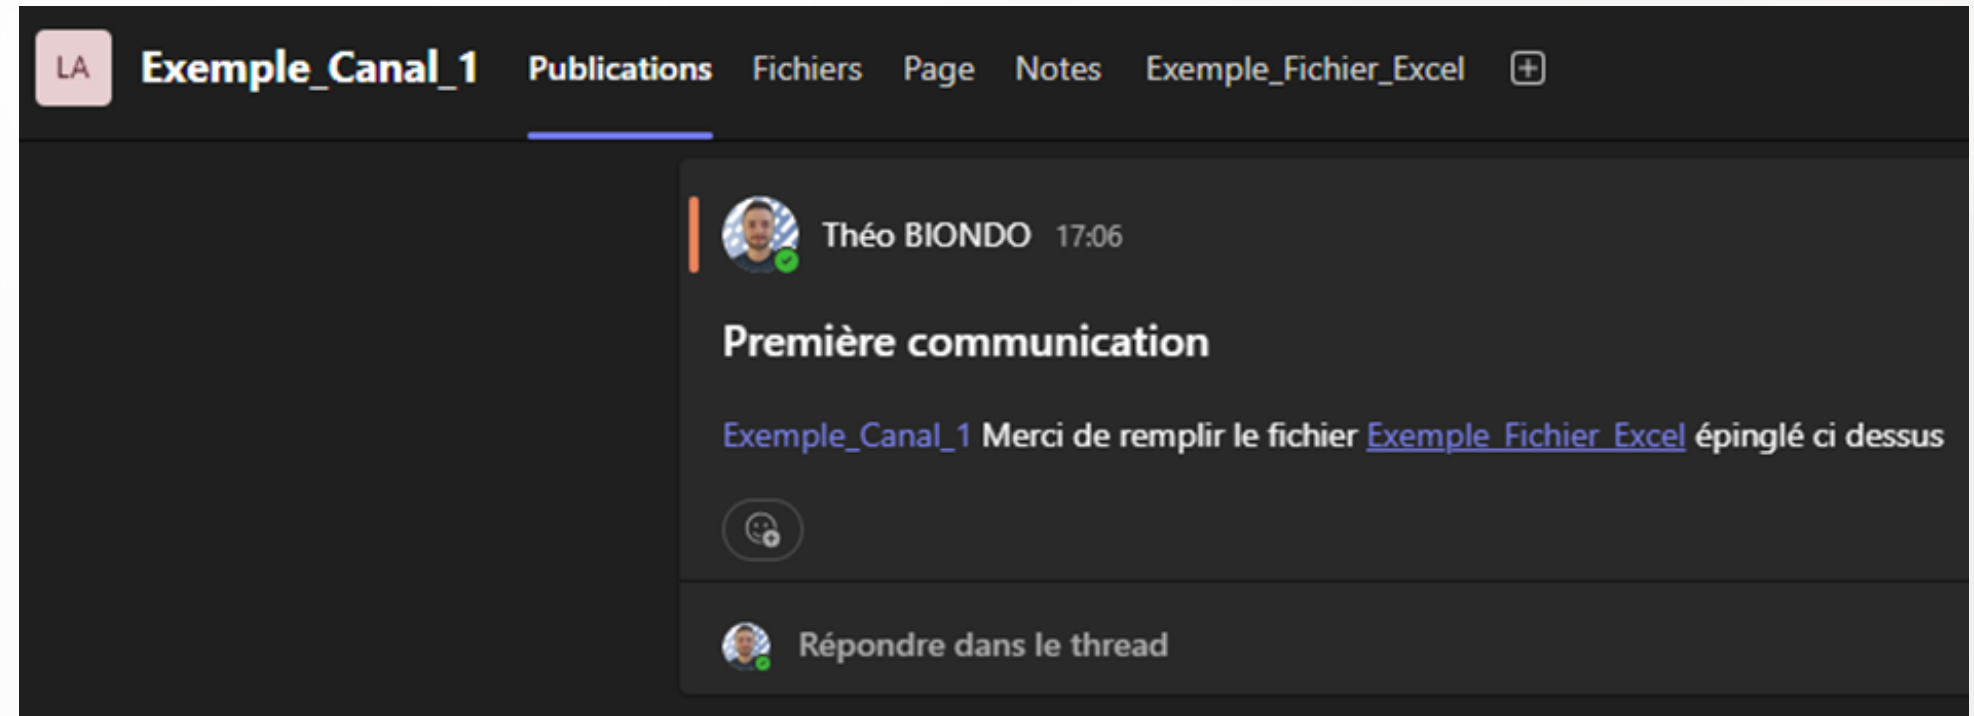 LA Exemple_Canal_1 Publications Fichiers Page Notes Exemple_Fichier_Excel
Théo BIONDO 17:06
Première communication
Exemple_Canal_1 Merci de remplir le fichier Exemple_Fichier_Excel épinglé ci dessus
Répondre dans le thread